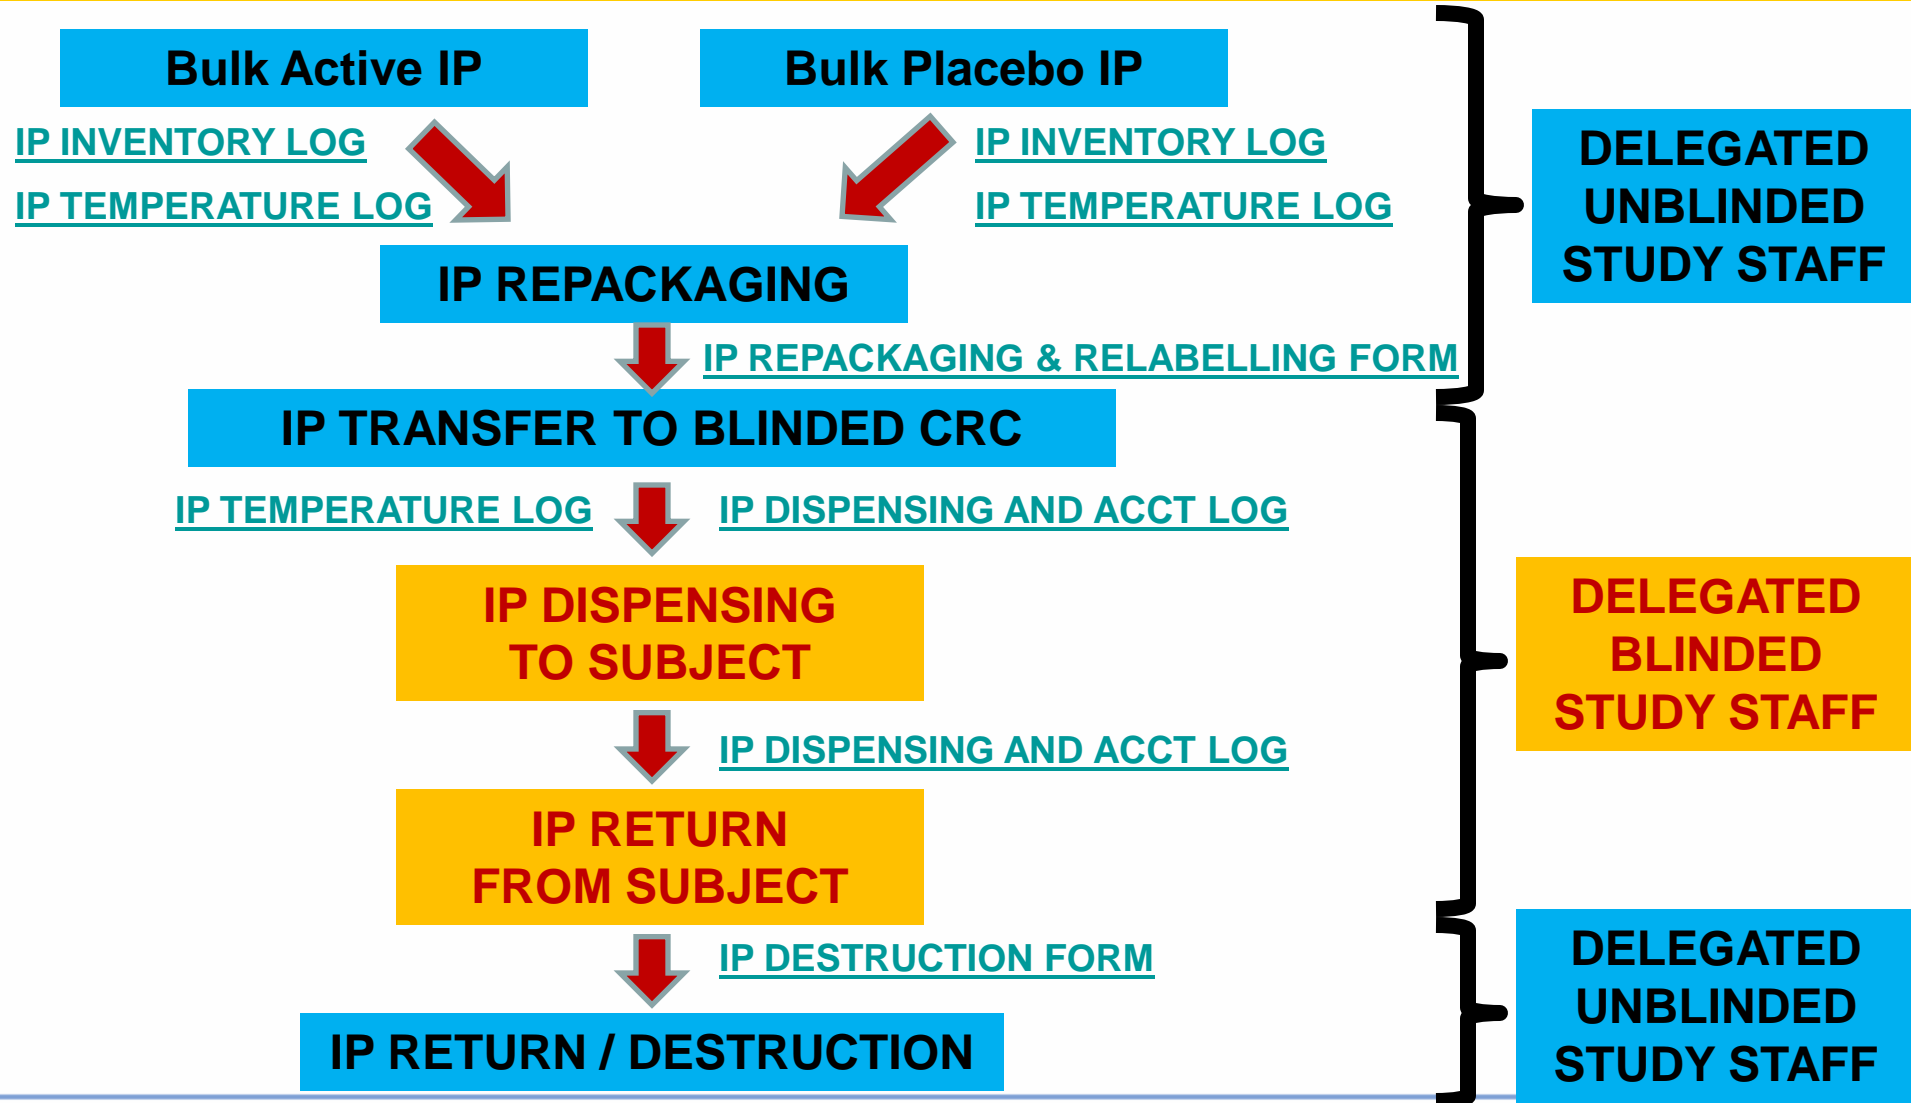 Bulk Active IP
Bulk Placebo IP
IP INVENTORY LOG
IP TEMPERATURE LOG
IP INVENTORY LOG
IP TEMPERATURE LOG
DELEGATED
UNBLINDED
STUDY STAFF
IP REPACKAGING
IP REPACKAGING & RELABELLING FORM
IP TRANSFER TO BLINDED CRC
IP TEMPERATURE LOG
IP DISPENSING AND ACCT LOG
IP DISPENSING
TO SUBJECT
DELEGATED
BLINDED
STUDY STAFF
IP DISPENSING AND ACCT LOG
IP RETURN
FROM SUBJECT
IP DESTRUCTION FORM
IP RETURN / DESTRUCTION
DELEGATED
UNBLINDED
STUDY STAFF